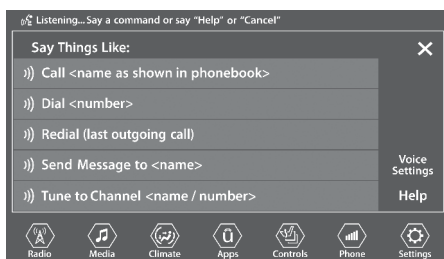 Listening...Say a command or say "Help" or "Cancel"
Say Things Like:
Call <name as shown in phonebook>
Dial <number>
Redial (last outgoing call)
Send Message to <name>
Tune to Channel <name / number>
Voice
Settings
Help
Radio Media Climate Apps Controls Phone Settings